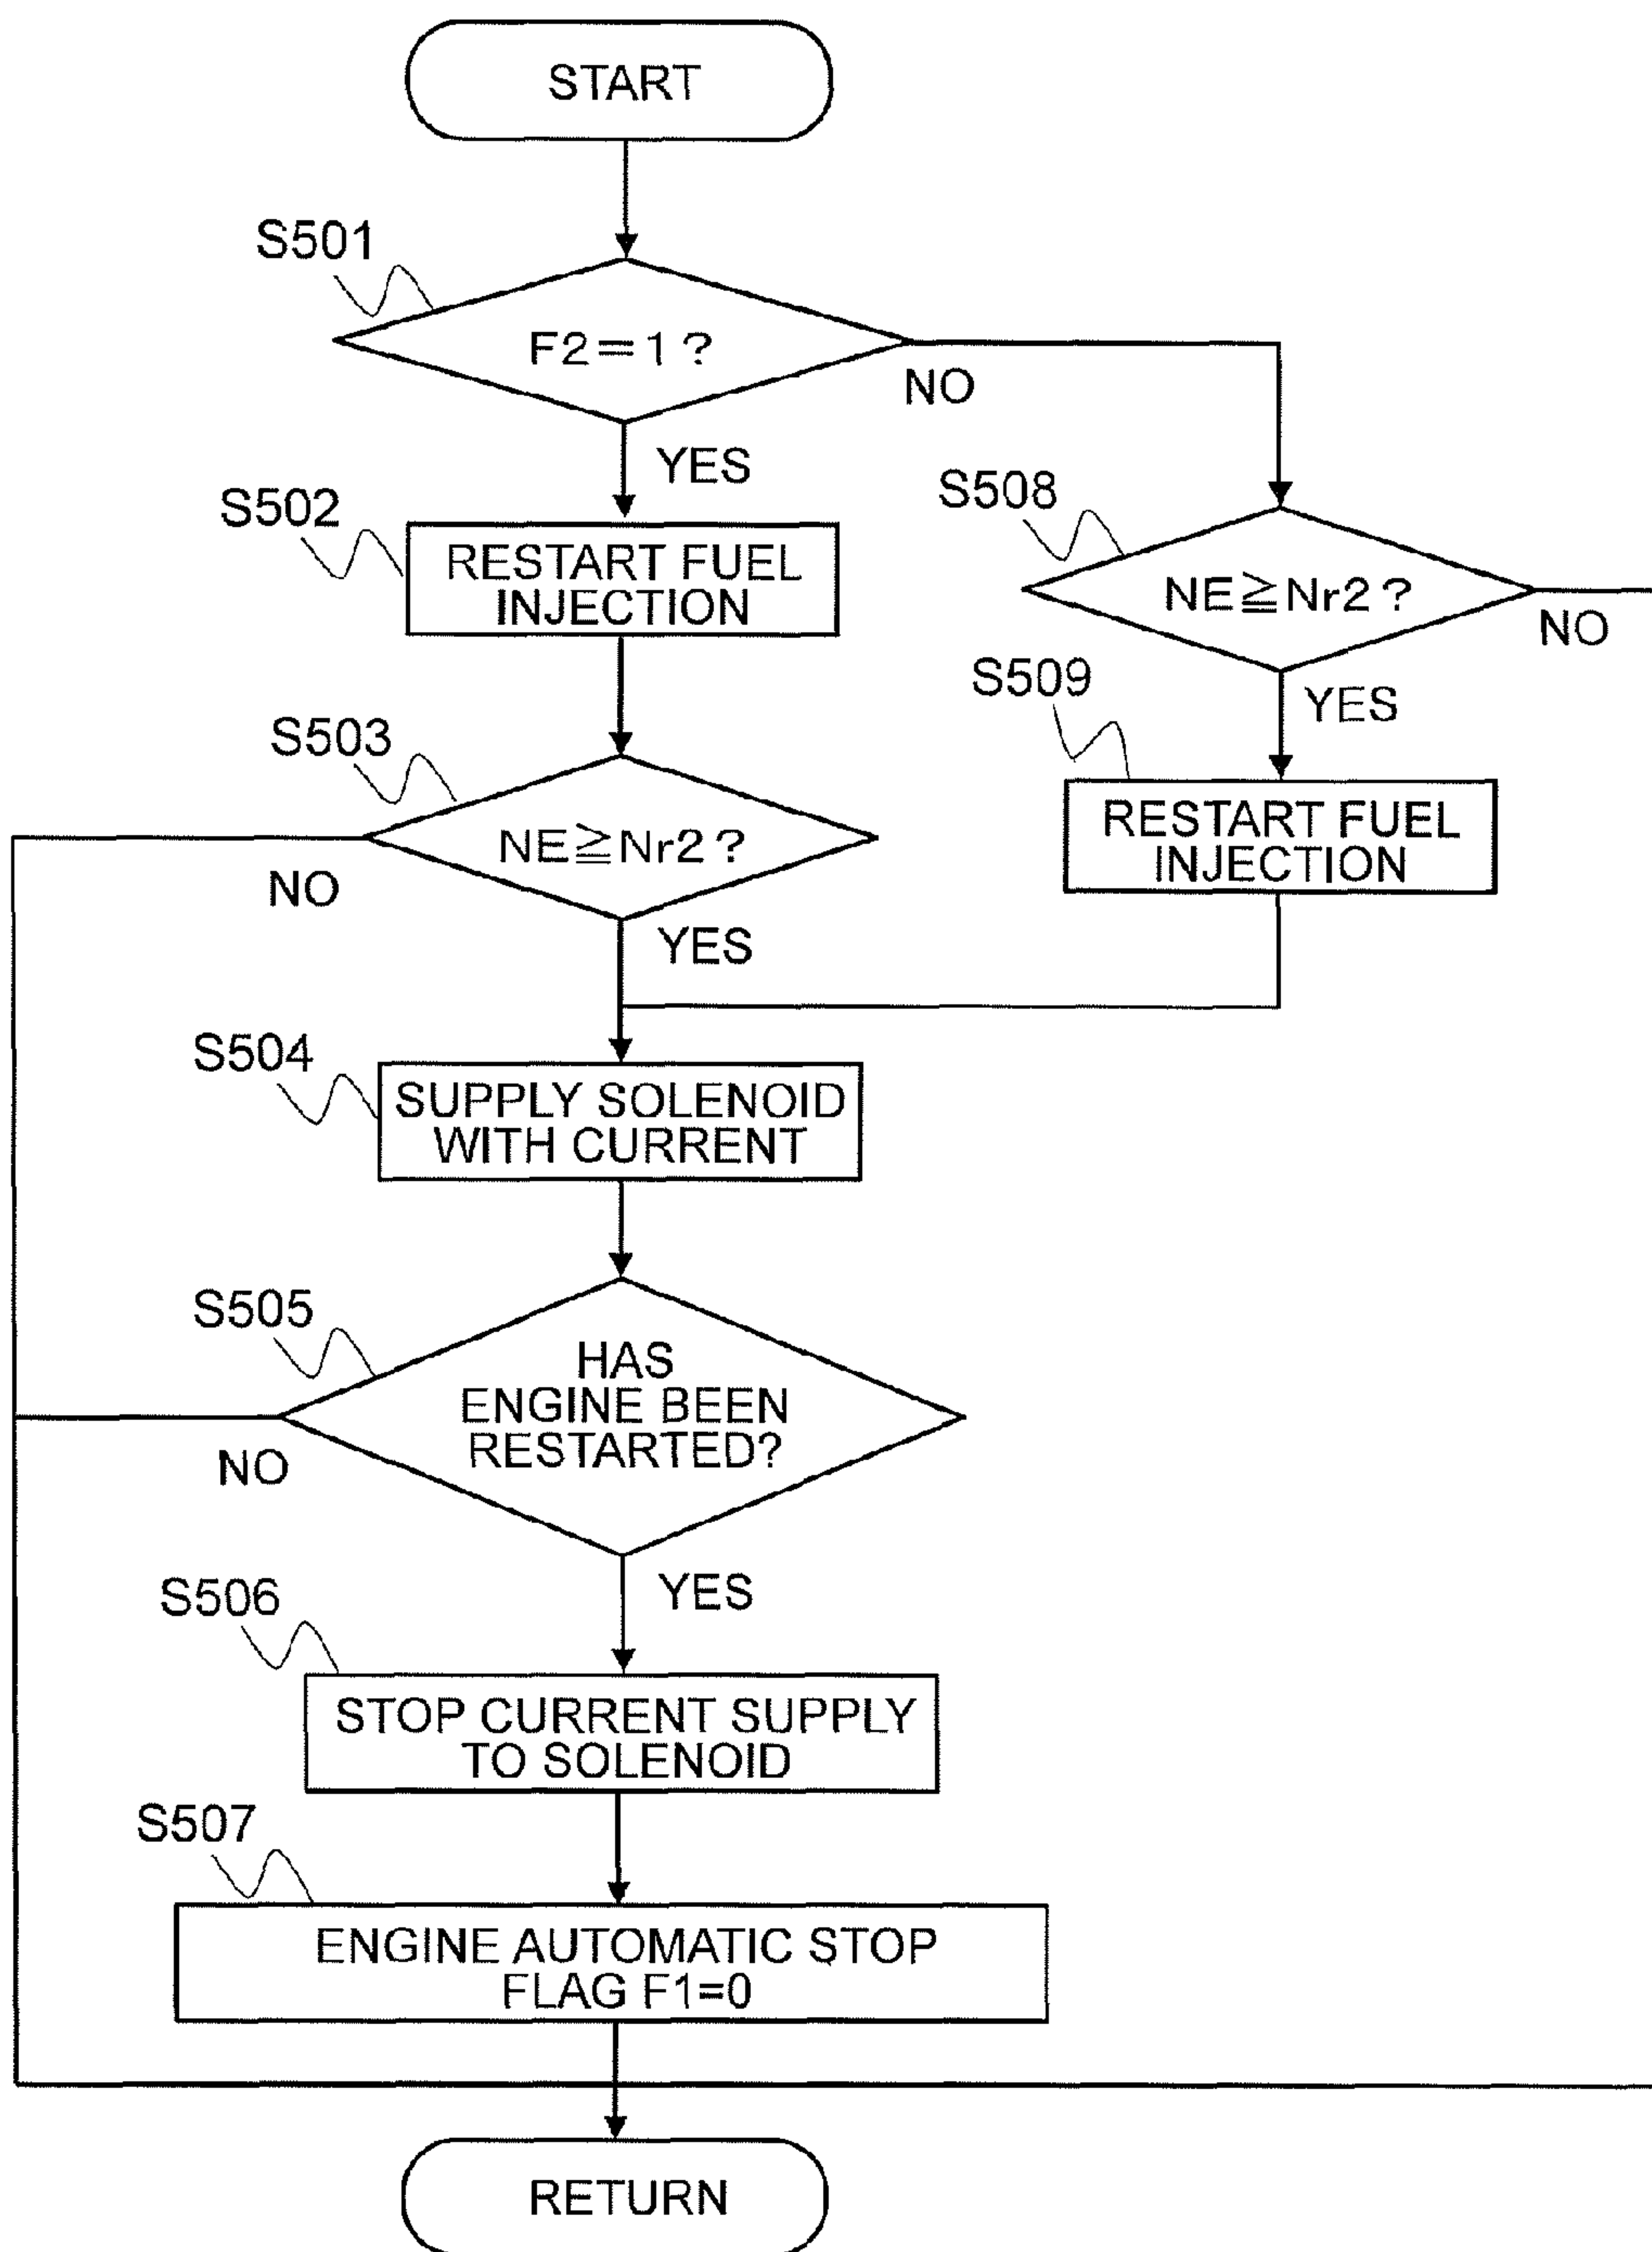 START
S501
F2=1?
NO
YES
S502
RESTART FUEL
INJECTION
S508
NE≧Nr2?
NO
YES
S509
RESTART FUEL
INJECTION
S503
NE≧Nr2?
NO
YES
S504
SUPPLY SOLENOID
WITH CURRENT
S505
HAS
ENGINE BEEN
RESTARTED?
NO
YES
S506
STOP CURRENT SUPPLY
TO SOLENOID
S507
ENGINE AUTOMATIC STOP
FLAG F1=0
RETURN